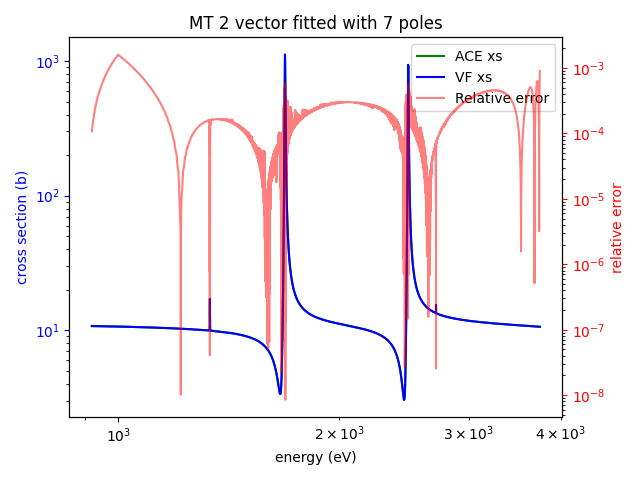 MT 2 vector fitted with 7 poles
ACE xs
VF xs
Relative error
10³
10²
10¹
cross section (b)
10⁻³
10⁻⁴
10⁻⁵
10⁻⁶
10⁻⁷
10⁻⁸
relative error
10³
2 × 10³
3 × 10³
4 × 10³
energy (eV)